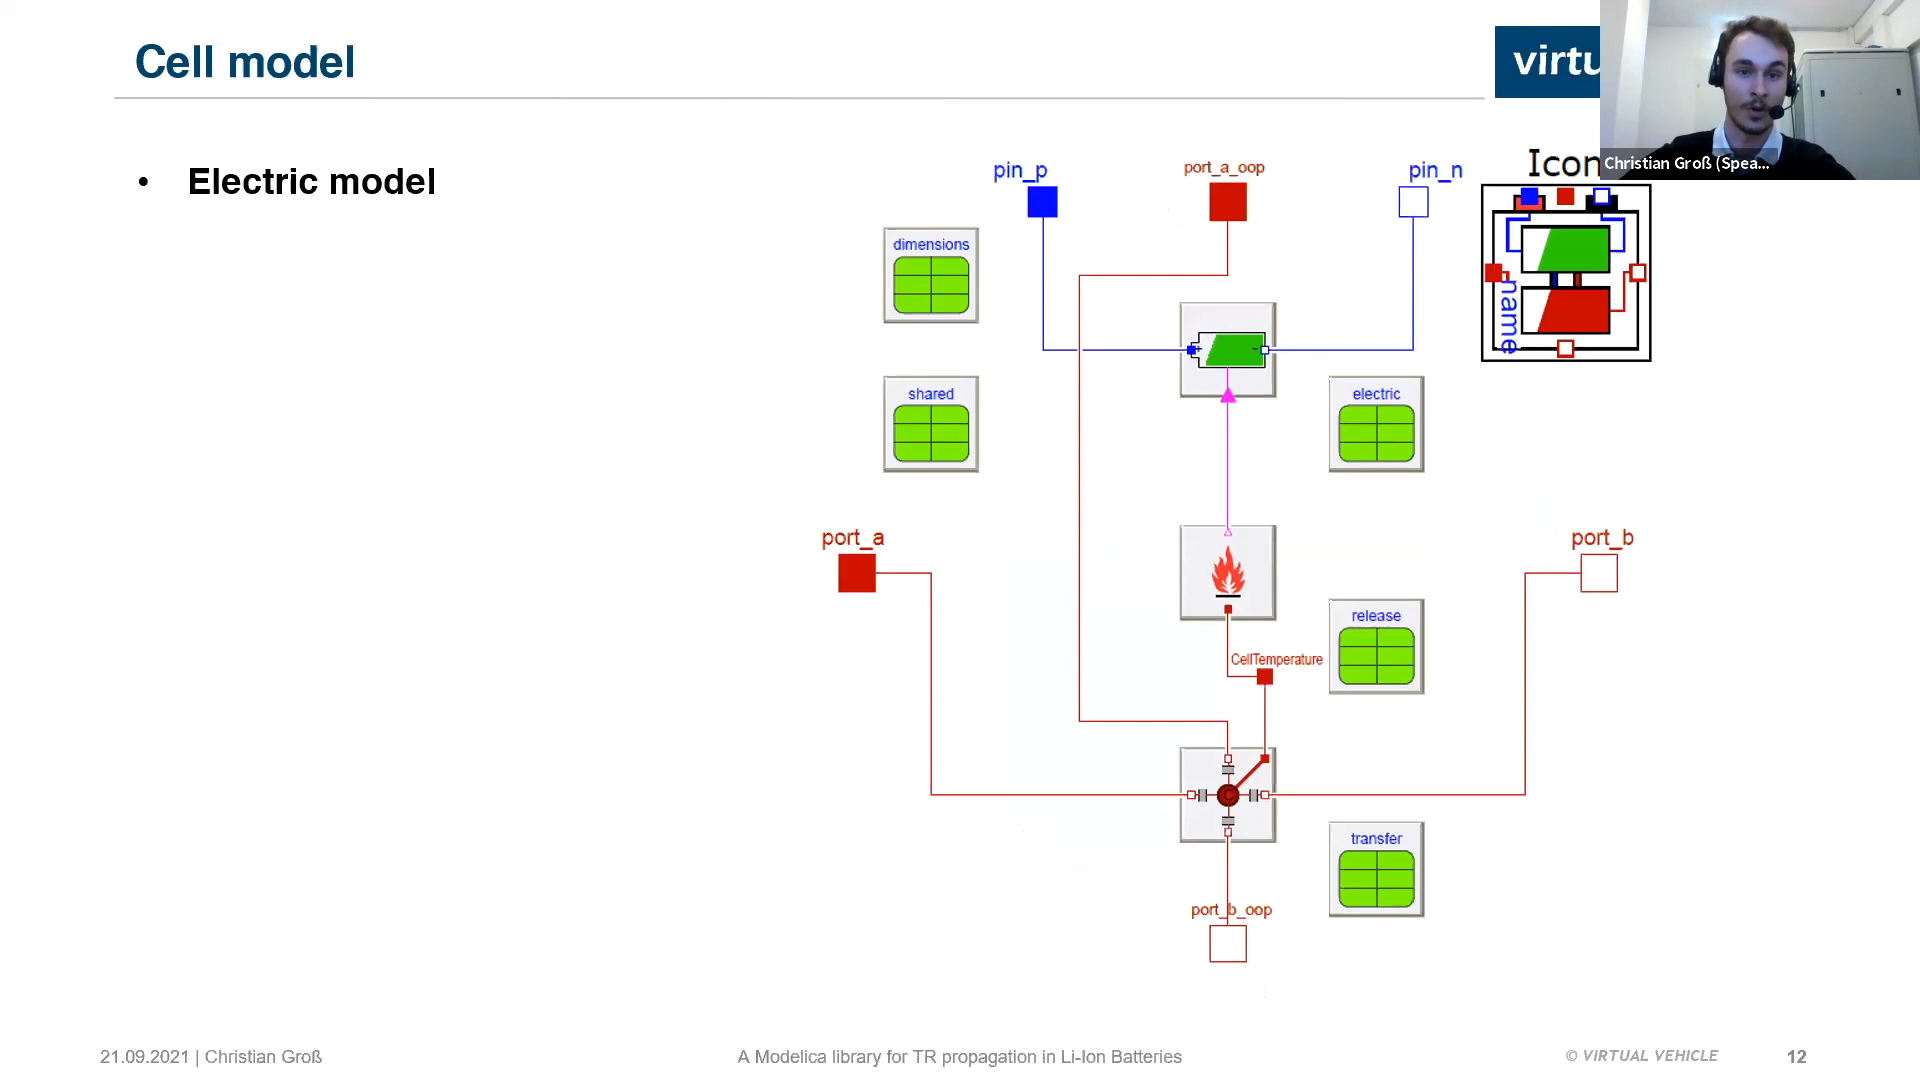 Cell model
virtu
Christian Groß (Spea...
• Electric model
pin_p
port_a_oop
pin_n
Icon
dimensions
name
shared
electric
port_a
port_b
release
CellTemperature
transfer
port_b_oop
21.09.2021 | Christian Groß
A Modelica library for TR propagation in Li-Ion Batteries
© VIRTUAL VEHICLE
12